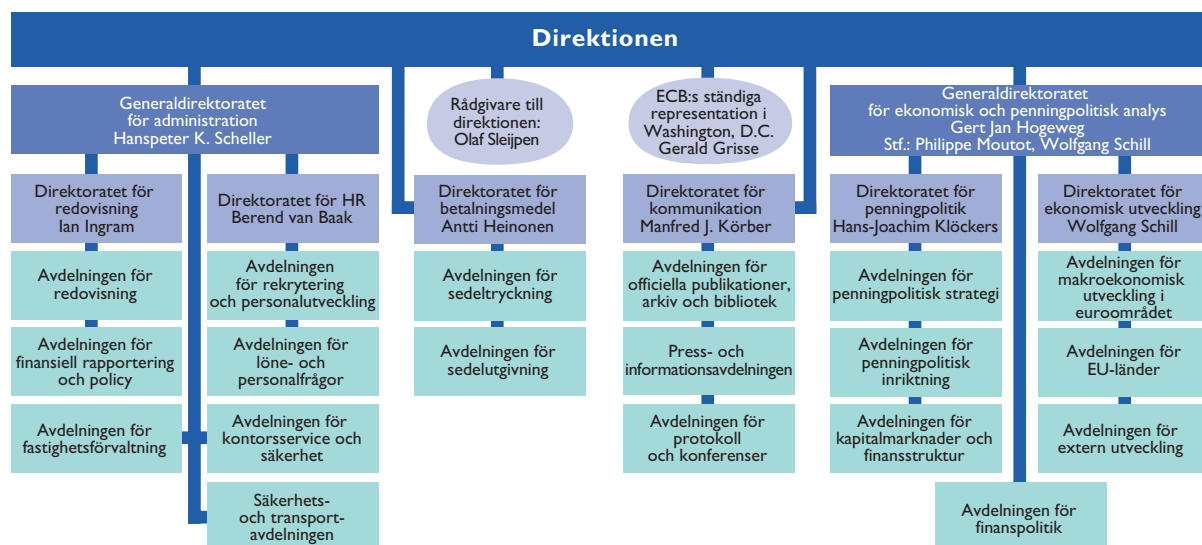 Direktionen
Generaldirektoratet
för administration
Hanspeter K. Scheller
Rådgivare till
direktionen:
Olaf Sleijpen
ECB:s ständiga
representation i
Washington, D.C.
Gerald Grisse
Generaldirektoratet
för ekonomisk och penningpolitisk analys
Gert Jan Hogeweg
Stf.: Philippe Moutot, Wolfgang Schill
Direktoratet för
redovisning
Ian Ingram
Direktoratet för HR
Berend van Baak
Direktoratet för
betalningsmedel
Antti Heinonen
Direktoratet för
kommunikation
Manfred J. Körber
Direktoratet för
penningpolitik
Hans-Joachim Klöckers
Direktoratet för
ekonomisk utveckling
Wolfgang Schill
Avdelningen för
redovisning
Avdelningen
för rekrytering
och personalutveckling
Avdelningen för
sedeltryckning
Avdelningen för
officiella publikationer,
arkiv och bibliotek
Avdelningen för
penningpolitisk strategi
Avdelningen för
makroekonomisk
utveckling i
euroområdet
Avdelningen för
finansiell rapportering
och policy
Avdelningen för
löne- och
personalfrågor
Avdelningen för
sedelutgivning
Press- och
informationsavdelningen
Avdelningen för
penningpolitisk
inriktning
Avdelningen för
EU-länder
Avdelningen för
fastighetsförvaltning
Avdelningen för
kontorsservice och
säkerhet
Avdelningen för
protokoll
och konferenser
Avdelningen för
kapitalmarknader och
finansstruktur
Avdelningen för
extern utveckling
Säkerhets-
och transport-
avdelningen
Avdelningen för
finanspolitik